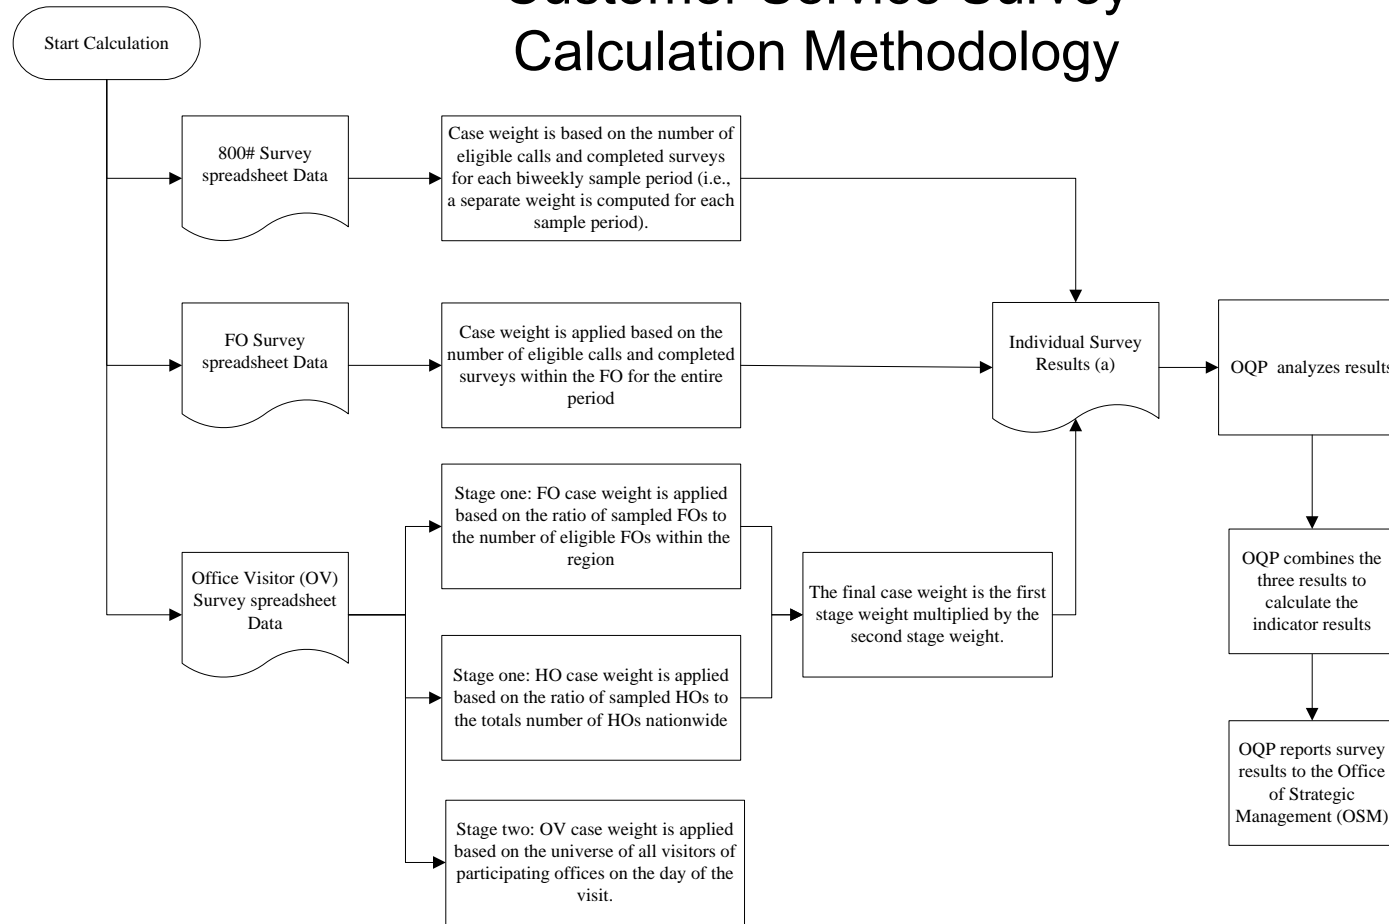 Customer Service Survey
Calculation Methodology
Start Calculation
800# Survey
spreadsheet Data
Case weight is based on the number of
eligible calls and completed surveys
for each biweekly sample period (i.e.,
a separate weight is computed for each
sample period).
FO Survey
spreadsheet Data
Case weight is applied based on the
number of eligible calls and completed
surveys within the FO for the entire
period
Individual Survey
Results (a)
OQP analyzes results
Stage one: FO case weight is applied
based on the ratio of sampled FOs to
the number of eligible FOs within the
region
Office Visitor (OV)
Survey spreadsheet
Data
The final case weight is the first
stage weight multiplied by the
second stage weight.
OQP combines the
three results to
calculate the
indicator results
Stage one: HO case weight is applied
based on the ratio of sampled HOs to
the totals number of HOs nationwide
OQP reports survey
results to the Office
of Strategic
Management (OSM)
Stage two: OV case weight is applied
based on the universe of all visitors of
participating offices on the day of the
visit.